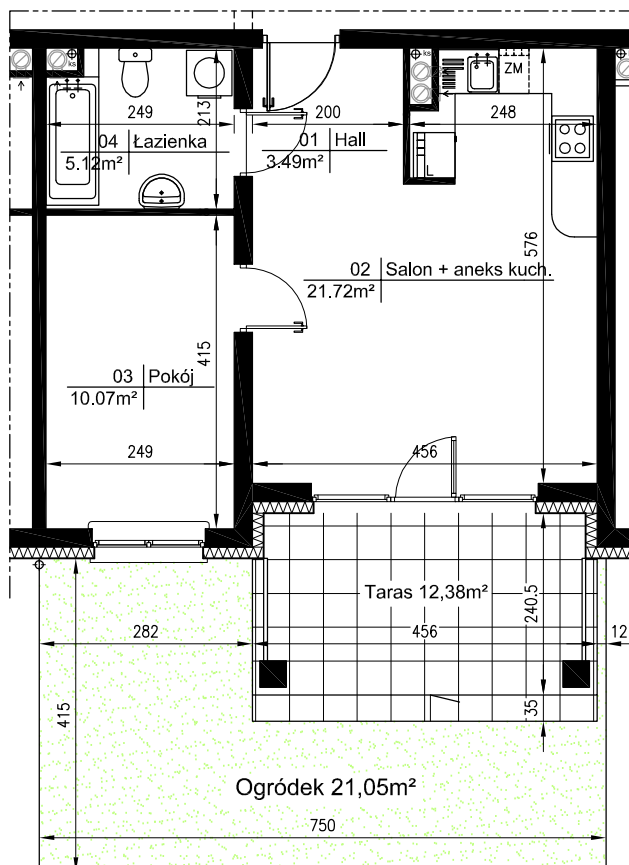 ks
ks
ZM
249
213
200
248
04 Łazienka
5.12m²
01 Hall
3.49m²
L
576
02 Salon + aneks kuch.
21.72m²
415
03 Pokój
10.07m²
249
456
Taras 12,38m²
240.5
282
456
12
415
35
Ogródek 21,05m²
750